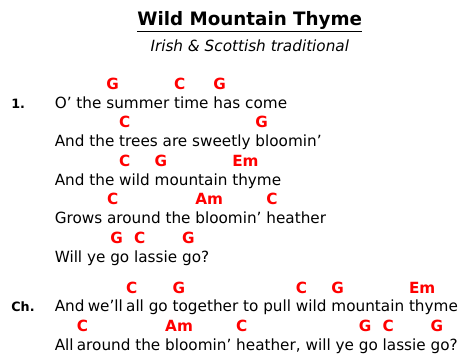 Wild Mountain Thyme
Irish & Scottish traditional
G C G
1. O’ the summer time has come
C G
And the trees are sweetly bloomin’
C G Em
And the wild mountain thyme
C Am C
Grows around the bloomin’ heather
G C G
Will ye go lassie go?
C G C G Em
Ch. And we’ll all go together to pull wild mountain thyme
C Am C G C G
All around the bloomin’ heather, will ye go lassie go?